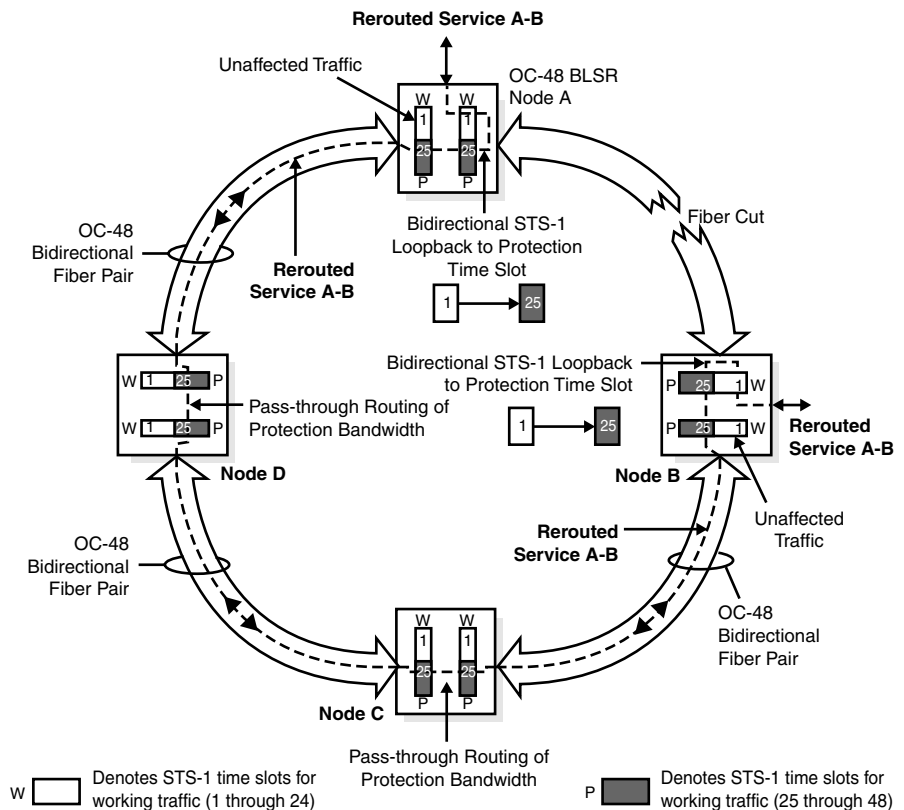 Rerouted Service A-B
Unaffected Traffic
OC-48 BLSR
Node A
W
W
1
1
25
25
P
P
Fiber Cut
OC-48
Bidirectional
Fiber Pair
Rerouted
Service A-B
Bidirectional STS-1
Loopback to Protection
Time Slot
1
25
Bidirectional STS-1 Loopback
to Protection Time Slot
1
25
W 1 25 P
W 1 25 P
Pass-through Routing of
Protection Bandwidth
Node D
P 25 1 W
P 25 1 W
Rerouted
Service A-B
Node B
Unaffected
Traffic
Rerouted
Service A-B
OC-48
Bidirectional
Fiber Pair
OC-48
Bidirectional
Fiber Pair
W
W
1
1
25
25
P
P
Node C
Pass-through Routing of
Protection Bandwidth
W
Denotes STS-1 time slots for
working traffic (1 through 24)
P
Denotes STS-1 time slots for
working traffic (25 through 48)